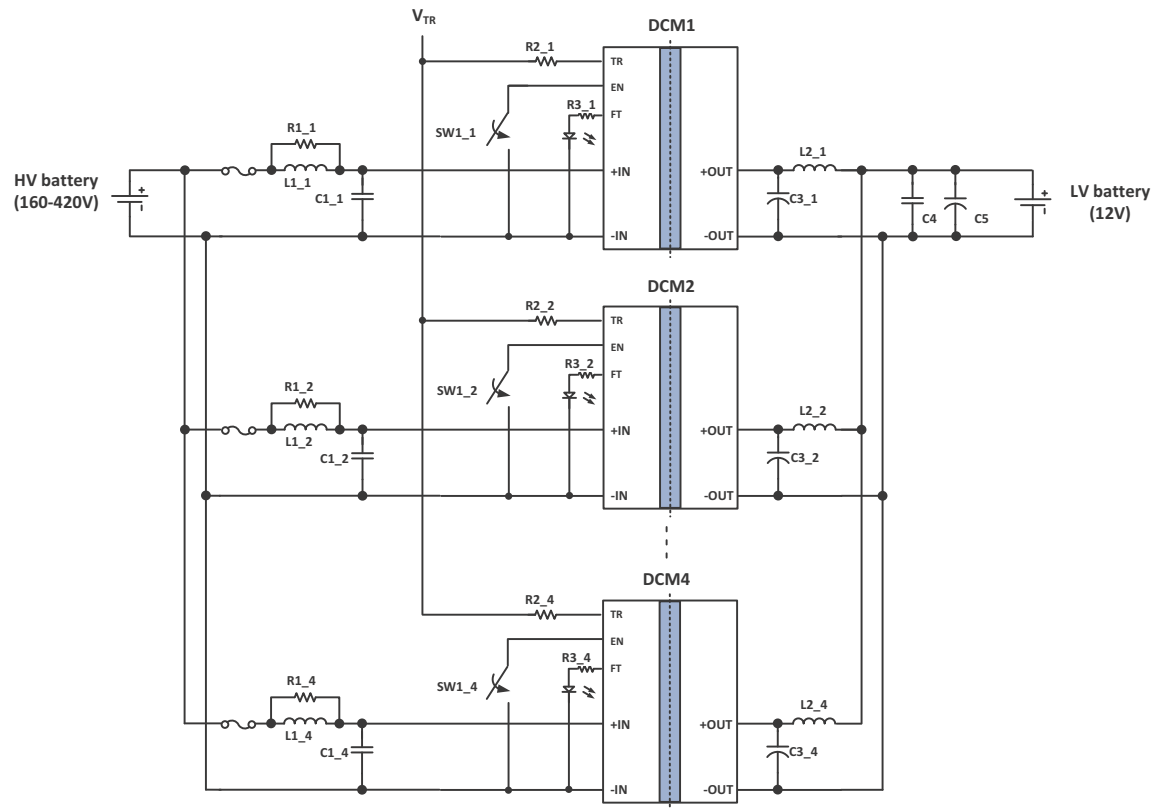 V_TR
DCM1
R2_1
TR
EN
R3_1
FT
SW1_1
R1_1
L1_1
C1_1
+IN
-IN
+OUT
-OUT
L2_1
C3_1
C4
C5
HV battery
(160-420V)
+
-
LV battery
(12V)
+
-
DCM2
R2_2
TR
EN
R3_2
FT
SW1_2
R1_2
L1_2
C1_2
+IN
-IN
+OUT
-OUT
L2_2
C3_2
DCM4
R2_4
TR
EN
R3_4
FT
SW1_4
R1_4
L1_4
C1_4
+IN
-IN
+OUT
-OUT
L2_4
C3_4